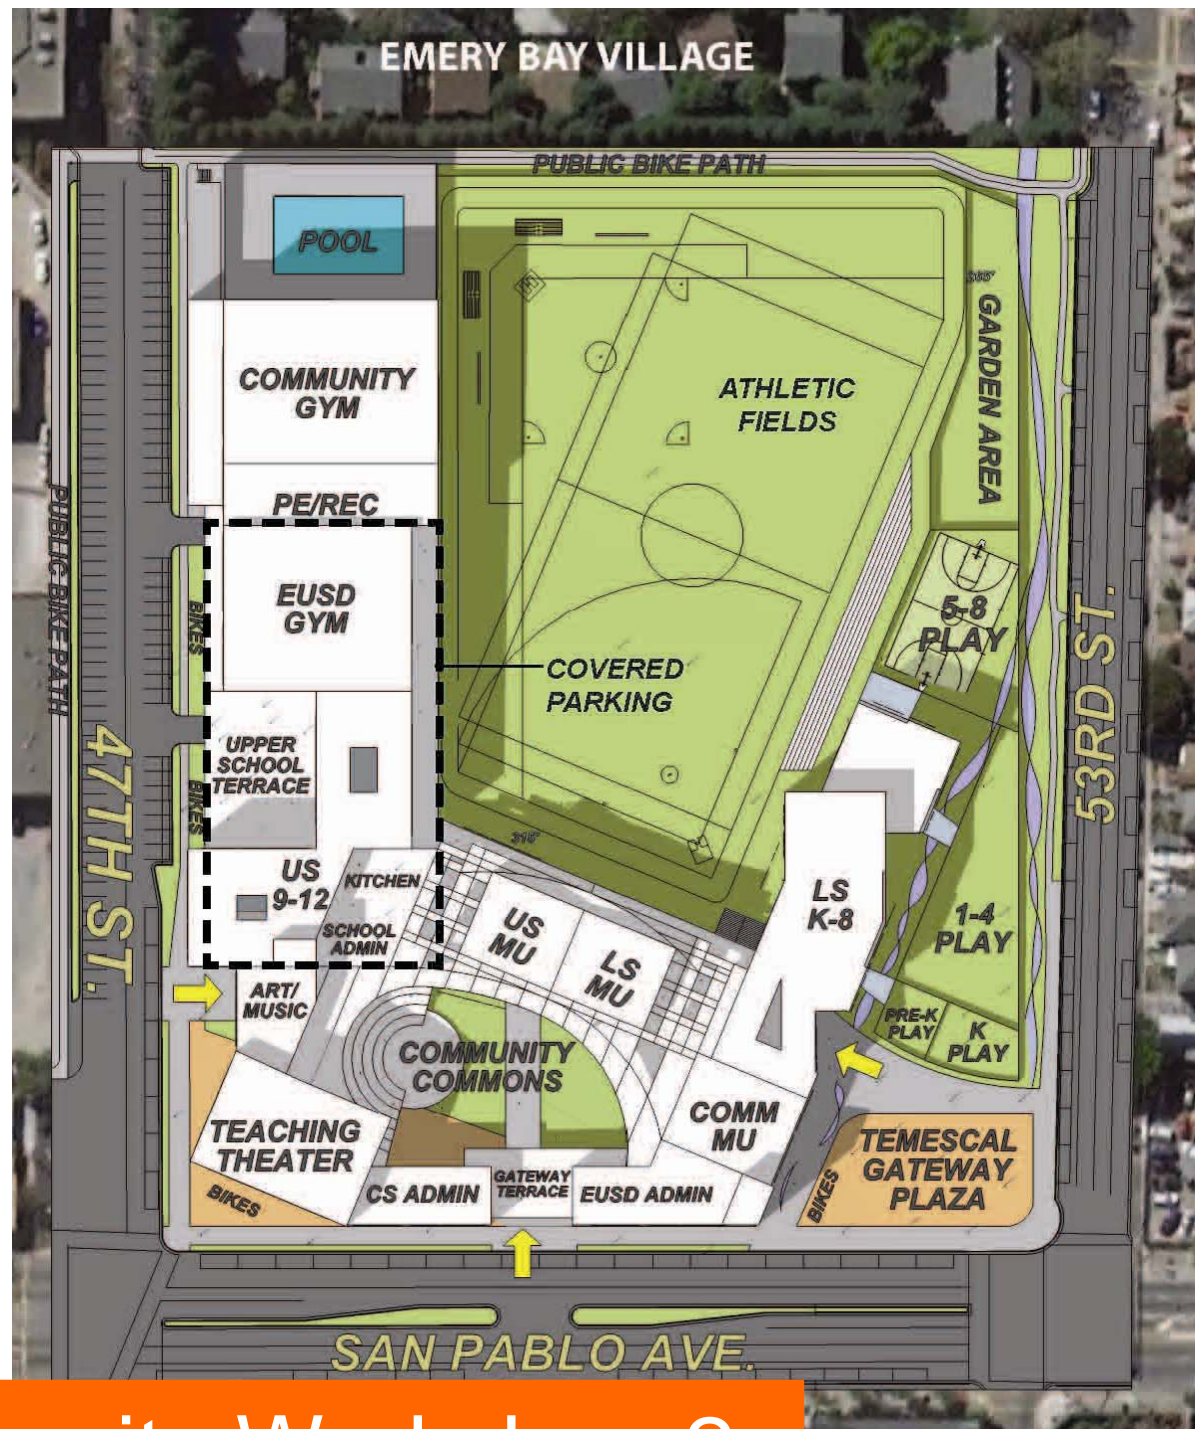 EMERY BAY VILLAGE
PUBLIC BIKE PATH
POOL
365'
GARDEN AREA
COMMUNITY
GYM
ATHLETIC
FIELDS
PE/REC
PUBLIC BIKE PATH
EUSD
GYM
BIKES
5-8
PLAY
53RD ST.
COVERED
PARKING
47TH ST.
UPPER
SCHOOL
TERRACE
BIKES
315'
US
9-12
KITCHEN
SCHOOL
ADMIN
US
MU
LS
MU
LS
K-8
1-4
PLAY
ART/
MUSIC
PRE-K
PLAY
K
PLAY
COMMUNITY
COMMONS
TEACHING
THEATER
COMM
MU
TEMESCAL
GATEWAY
PLAZA
BIKES
BIKES
CS ADMIN
GATEWAY
TERRACE
EUSD ADMIN
SAN PABLO AVE.